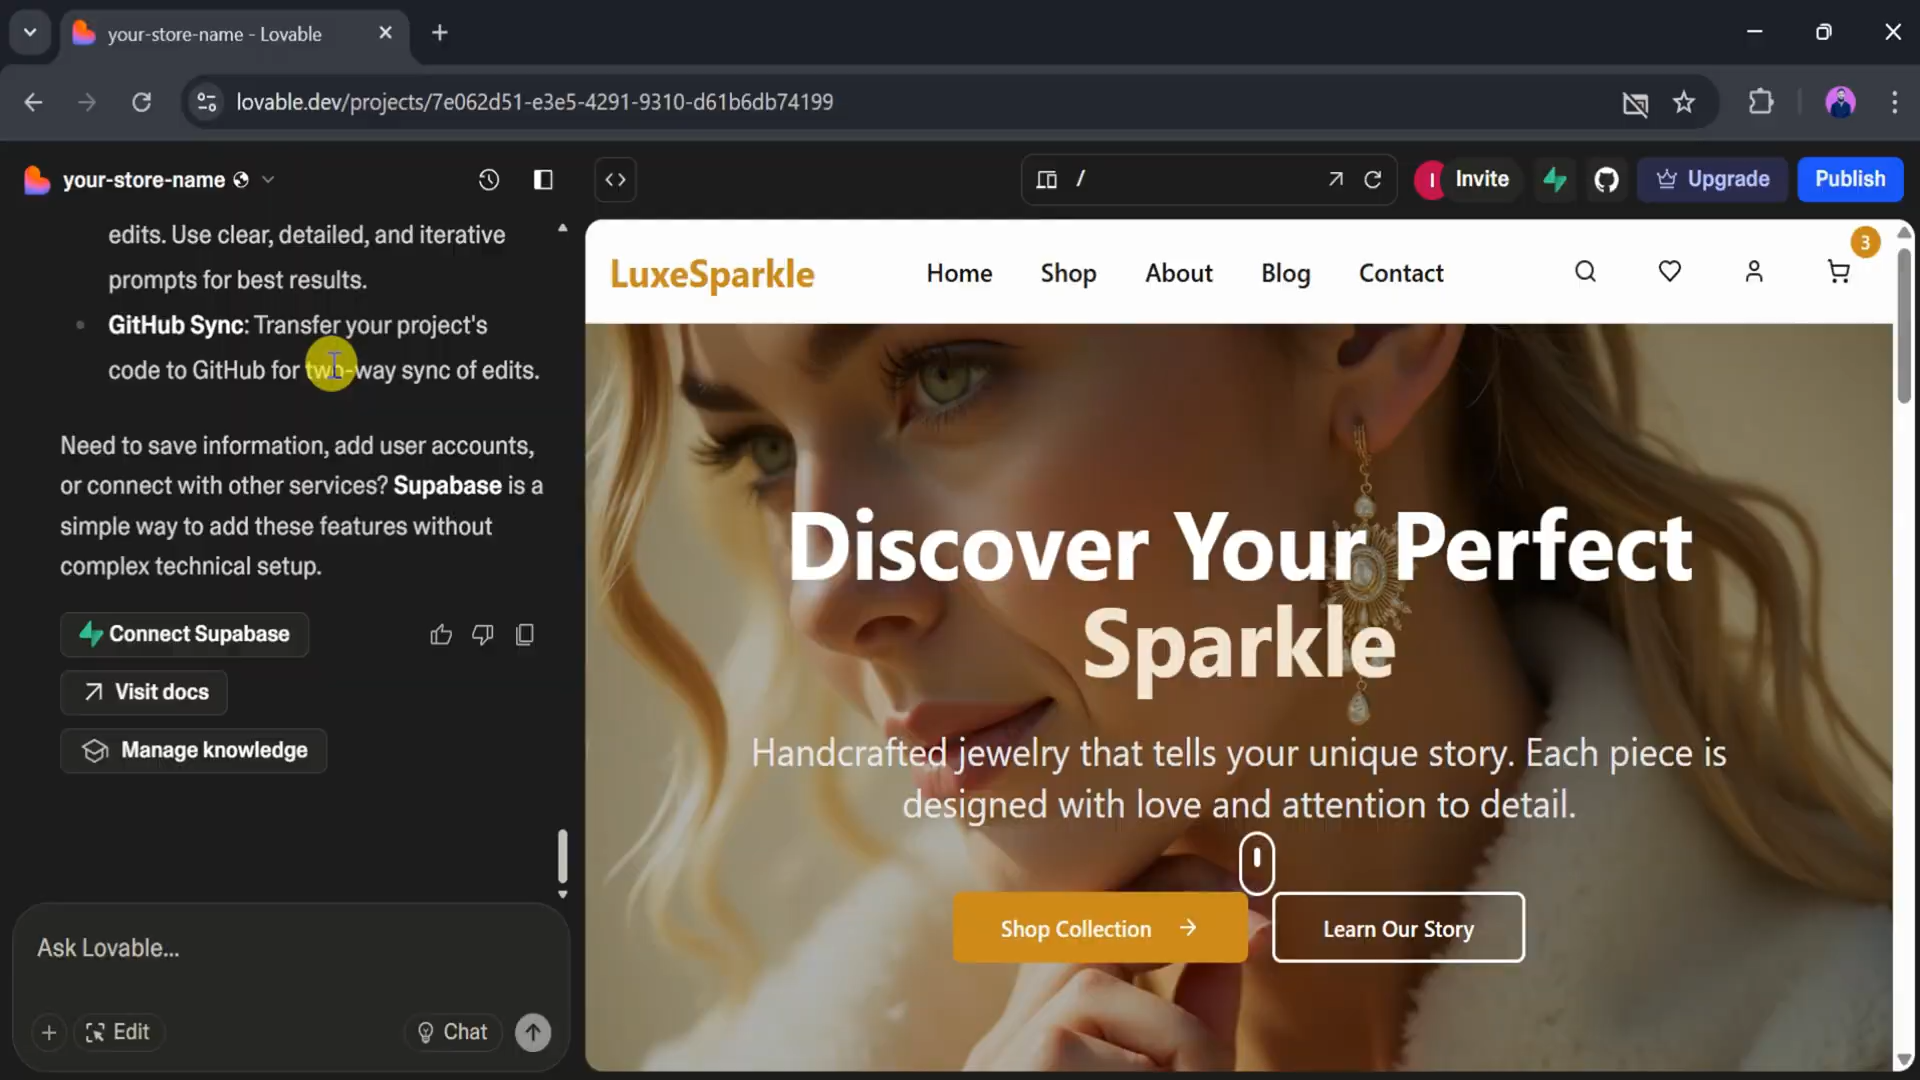 your-store-name - Lovable
lovable.dev/projects/7e062d51-e3e5-4291-9310-d61b6db74199
your-store-name
/
I
Invite
Upgrade
Publish
edits. Use clear, detailed, and iterative
prompts for best results.
GitHub Sync: Transfer your project's
code to GitHub for two-way sync of edits.
Need to save information, add user accounts,
or connect with other services? Supabase is a
simple way to add these features without
complex technical setup.
Connect Supabase
Visit docs
Manage knowledge
Ask Lovable...
Edit
Chat
LuxeSparkle
Home
Shop
About
Blog
Contact
3
Discover Your Perfect
Sparkle
Handcrafted jewelry that tells your unique story. Each piece is
designed with love and attention to detail.
Shop Collection
Learn Our Story